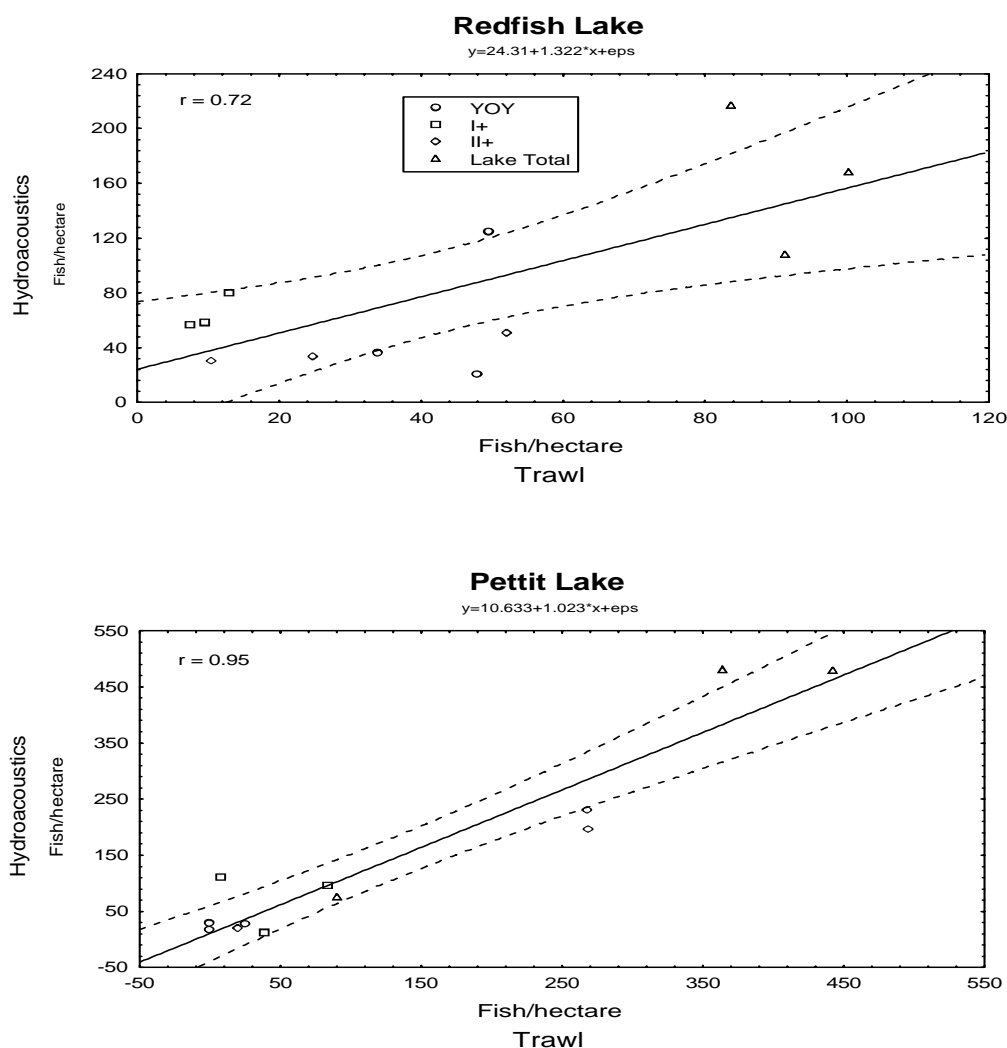 Redfish Lake
y=24.31+1.322*x+eps
r = 0.72
YOY
I+
II+
Lake Total
240
200
160
120
80
40
0
Hydroacoustics
Fish/hectare
0 20 40 60 80 100 120
Fish/hectare
Trawl
Pettit Lake
y=10.633+1.023*x+eps
r = 0.95
550
450
350
250
150
50
-50
Hydroacoustics
Fish/hectare
-50 50 150 250 350 450 550
Fish/hectare
Trawl